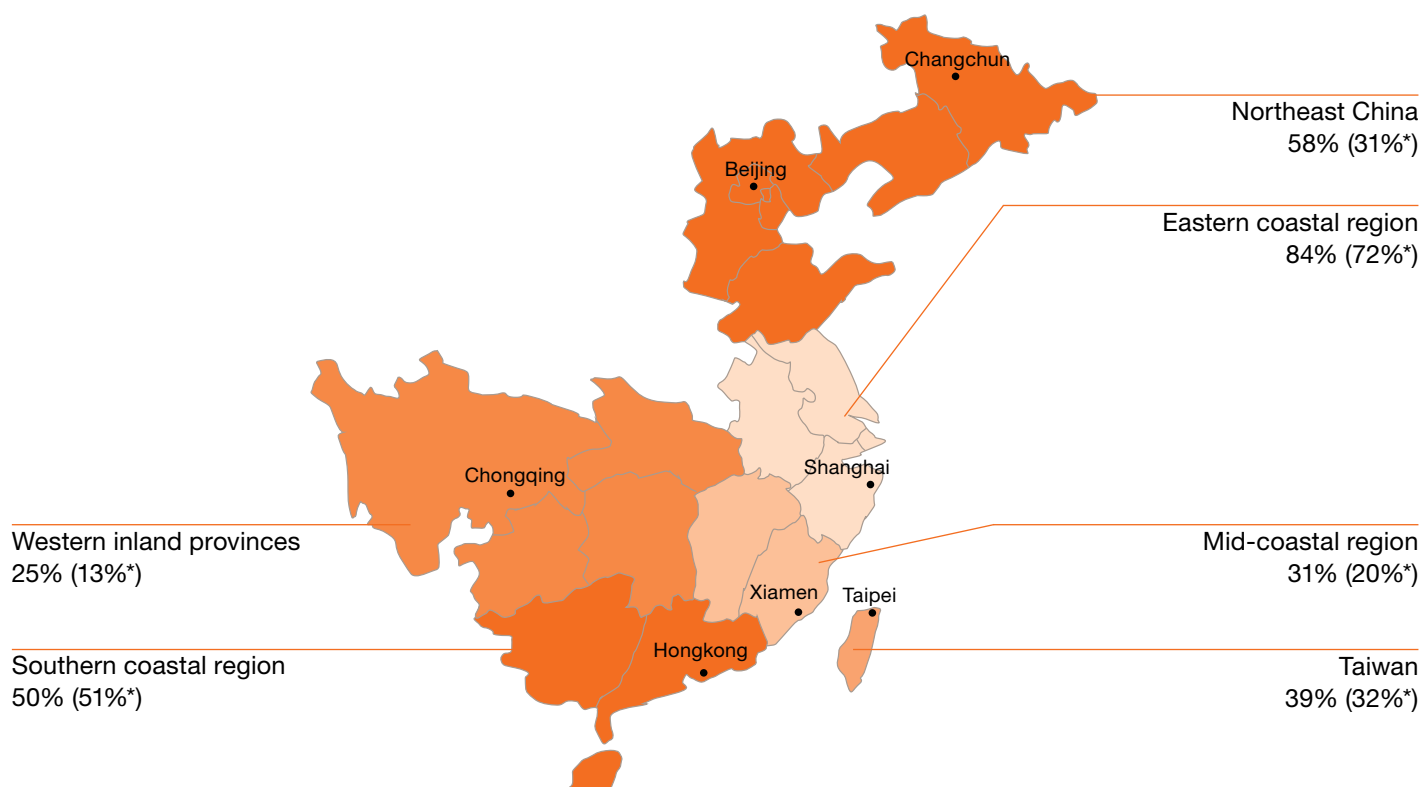 Changchun
Northeast China
58% (31%*)
Beijing
Eastern coastal region
84% (72%*)
Shanghai
Chongqing
Western inland provinces
25% (13%*)
Mid-coastal region
31% (20%*)
Xiamen
Taipei
Hongkong
Southern coastal region
50% (51%*)
Taiwan
39% (32%*)